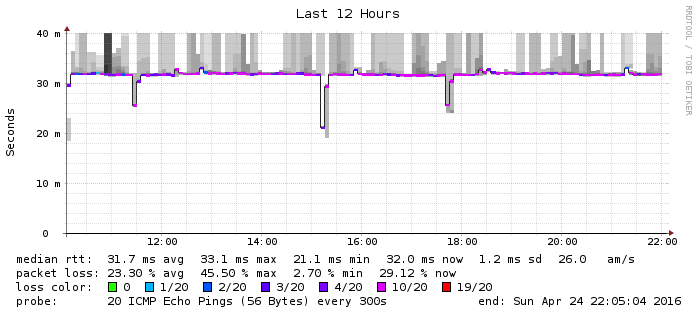 Last 12 Hours
RRDTOOL / TOBI OETIKER
Seconds
40 m
30 m
20 m
10 m
0
12:00 14:00 16:00 18:00 20:00 22:00
median rtt: 31.7 ms avg 33.1 ms max 21.1 ms min 32.0 ms now 1.2 ms sd 26.0 am/s
packet loss: 23.30 % avg 45.50 % max 2.70 % min 29.12 % now
loss color: 0 1/20 2/20 3/20 4/20 10/20 19/20
probe: 20 ICMP Echo Pings (56 Bytes) every 300s end: Sun Apr 24 22:05:04 2016